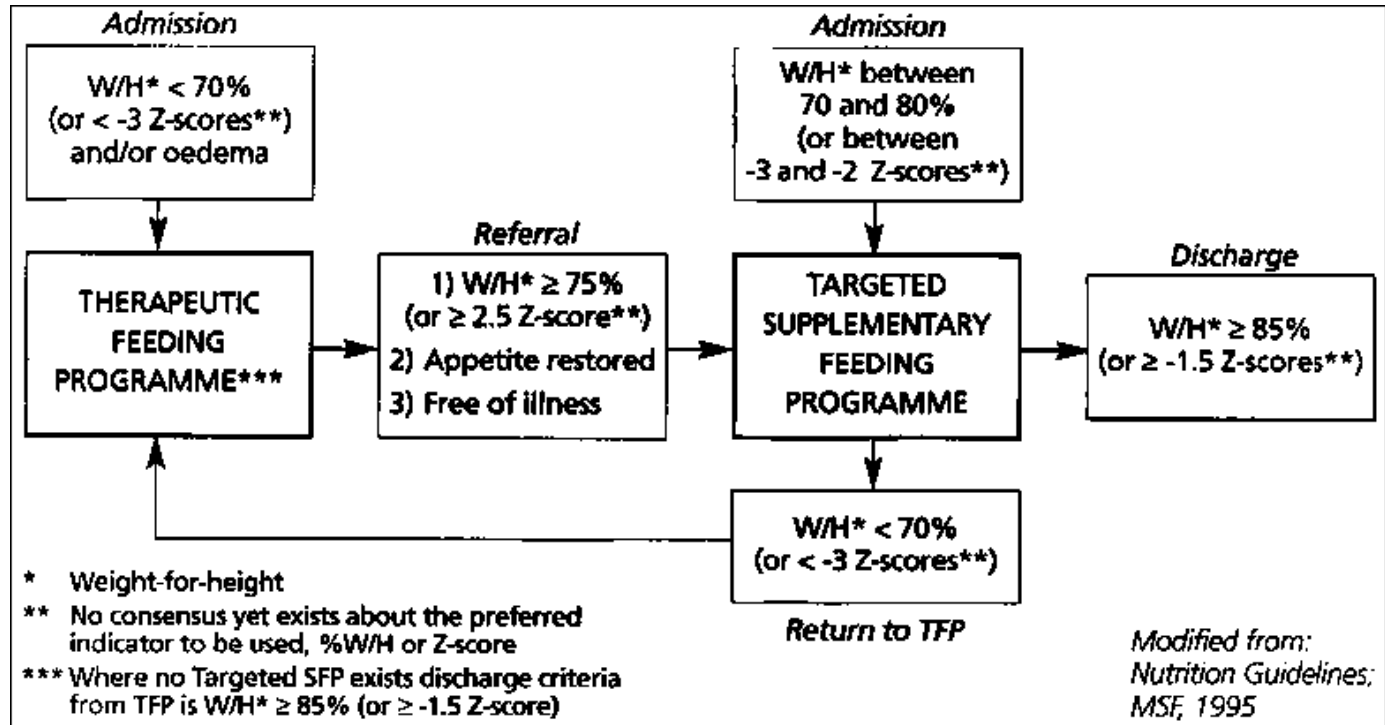 Admission
W/H* < 70%
(or < -3 Z-scores**)
and/or oedema
Admission
W/H* between
70 and 80%
(or between
-3 and -2 Z-scores**)
THERAPEUTIC
FEEDING
PROGRAMME***
Referral
1) W/H* ≥ 75%
(or ≥ 2.5 Z-score**)
2) Appetite restored
3) Free of illness
TARGETED
SUPPLEMENTARY
FEEDING
PROGRAMME
Discharge
W/H* ≥ 85%
(or ≥ -1.5 Z-scores**)
W/H* < 70%
(or < -3 Z-scores**)
Return to TFP
* Weight-for-height
** No consensus yet exists about the preferred
indicator to be used, %W/H or Z-score
*** Where no Targeted SFP exists discharge criteria
from TFP is W/H* ≥ 85% (or ≥ -1.5 Z-score)
Modified from:
Nutrition Guidelines;
MSF, 1995